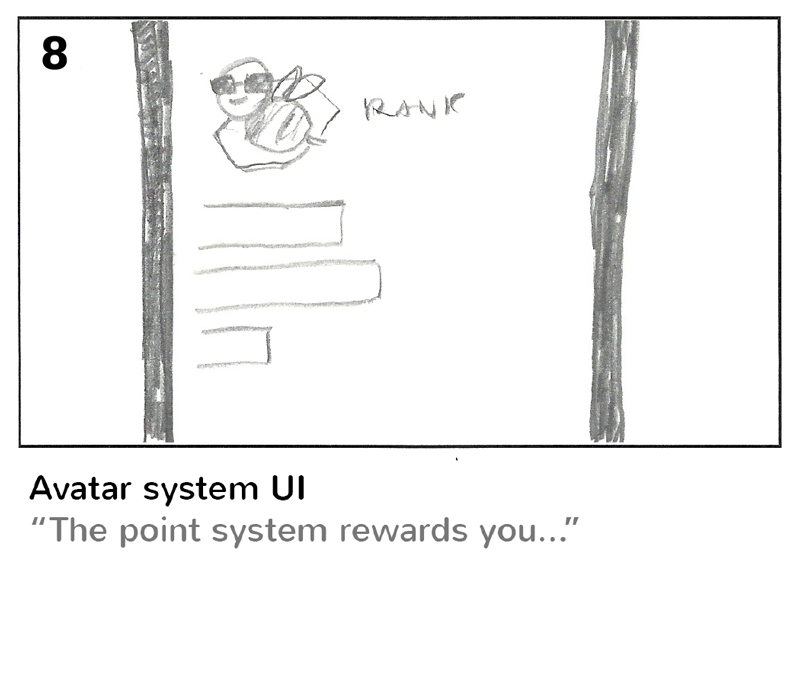 8
RANK
Avatar system UI
“The point system rewards you...”